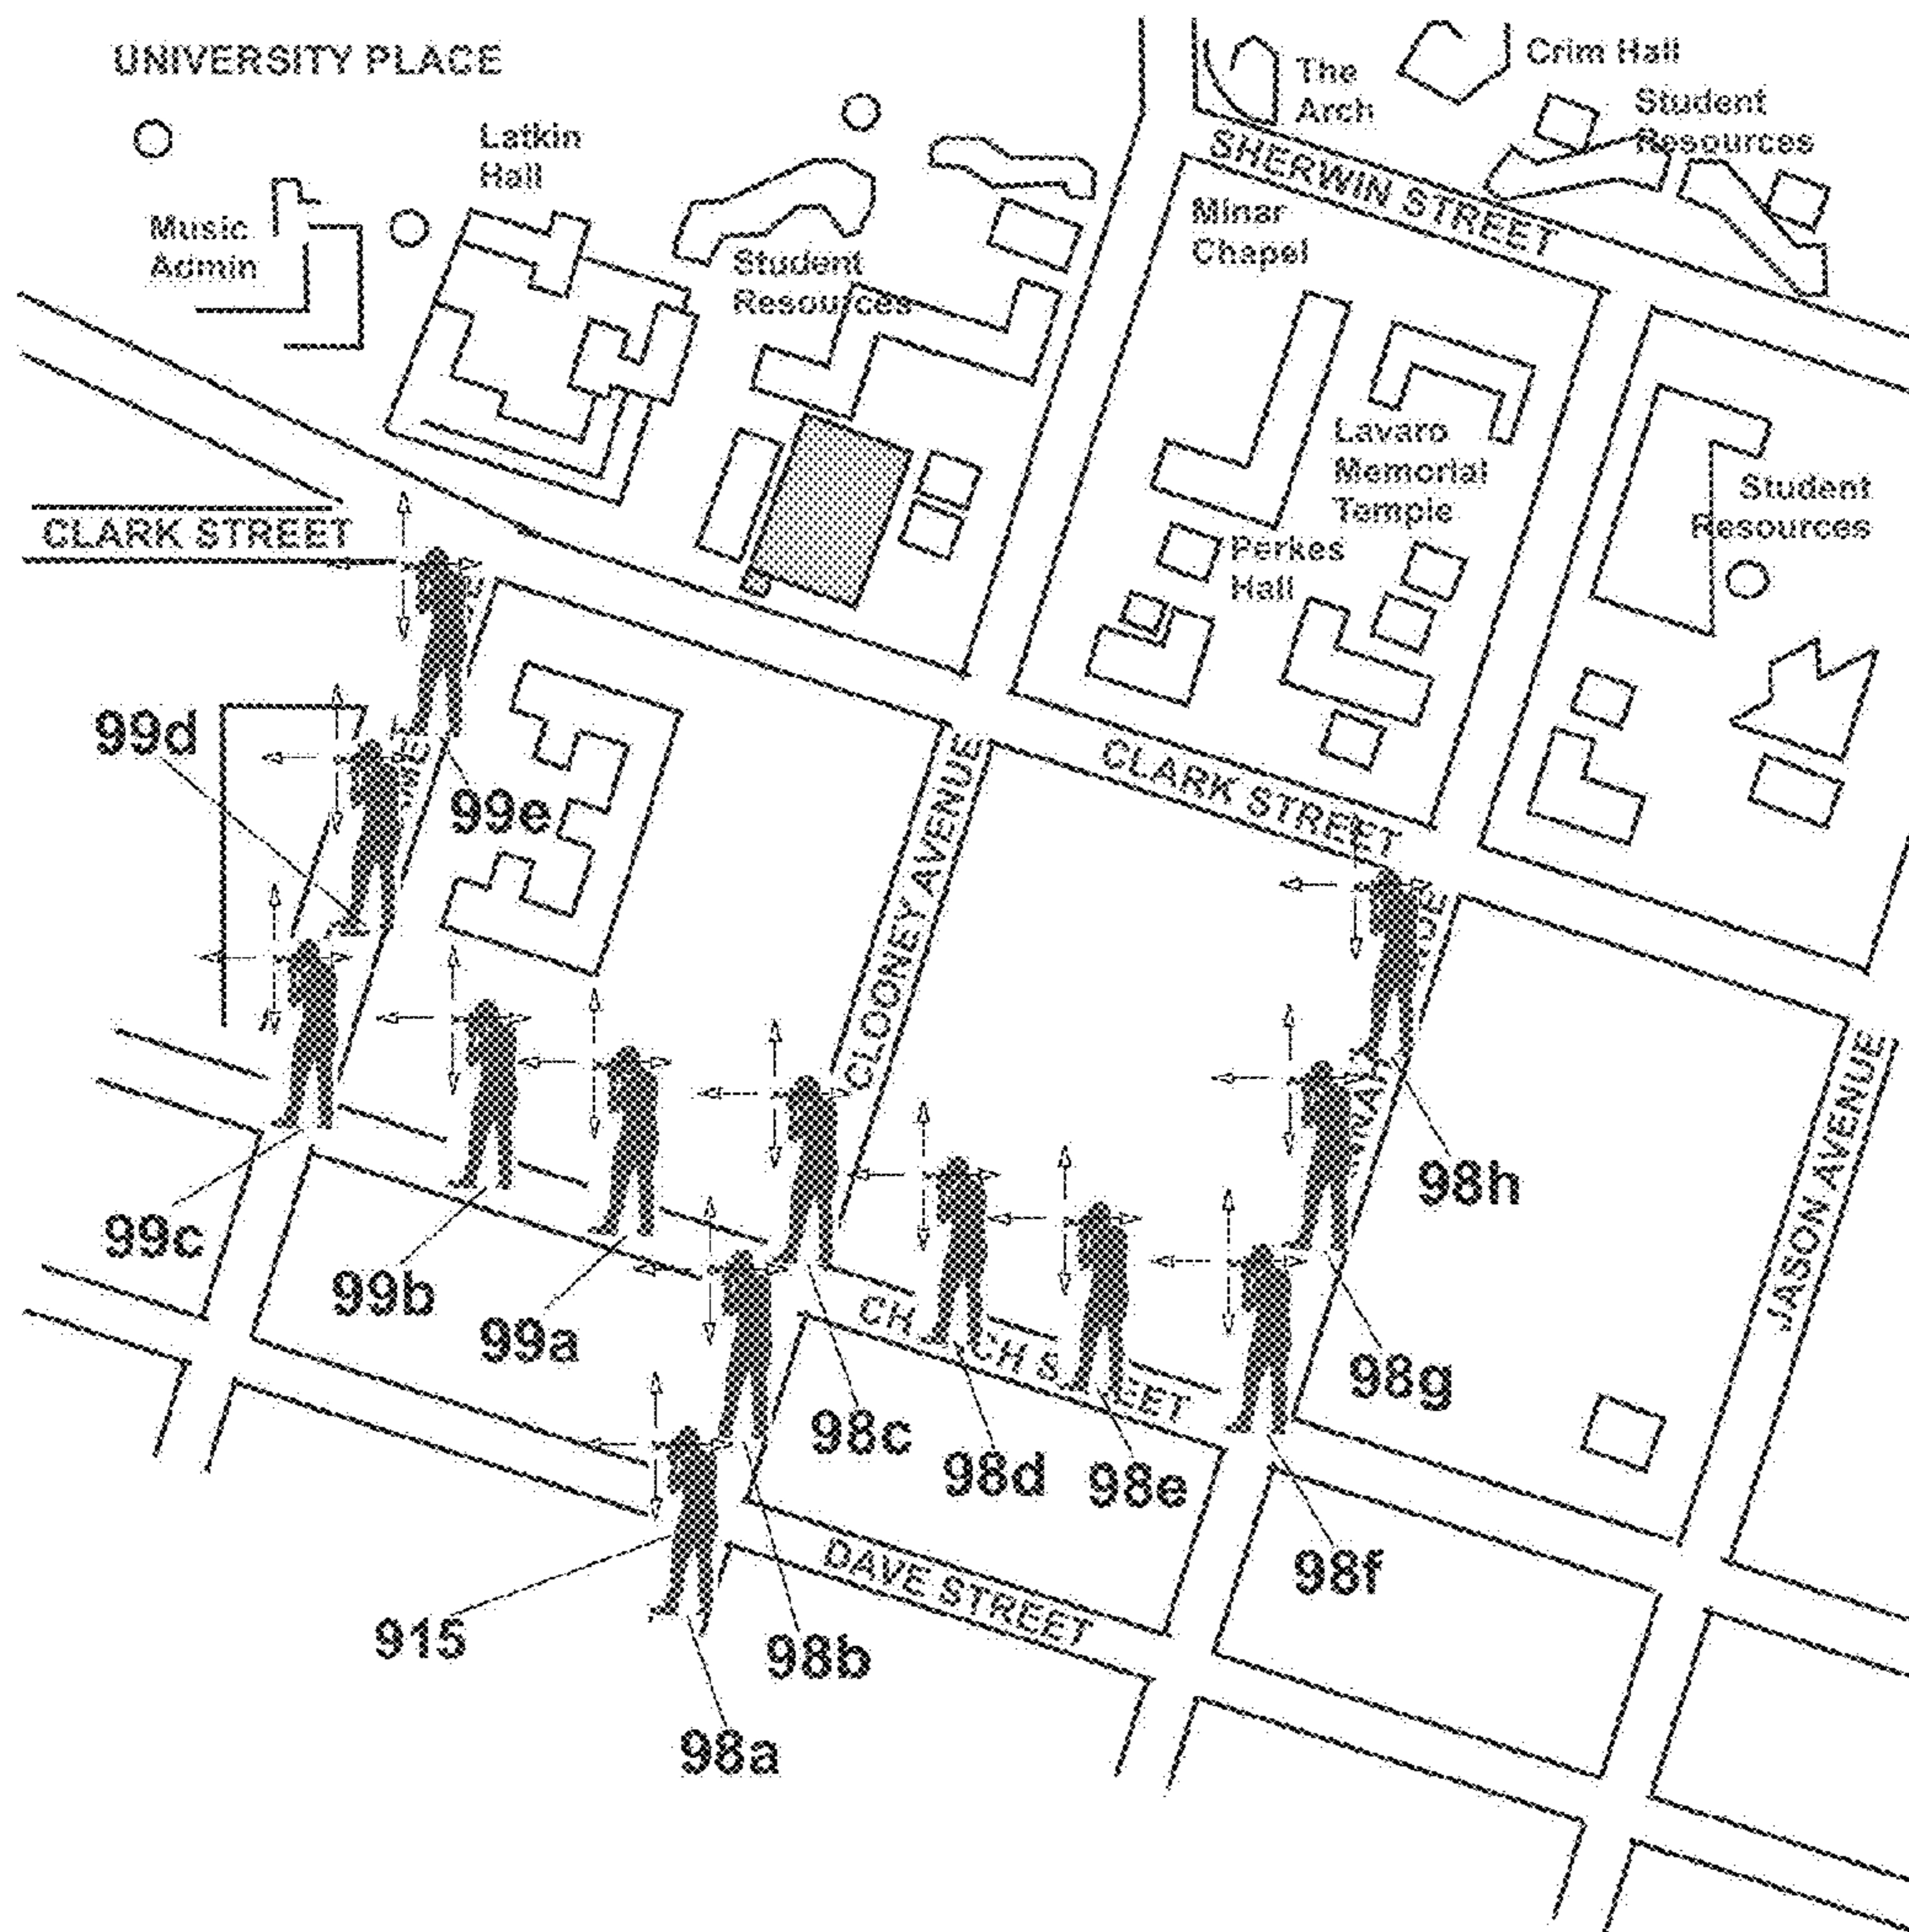 UNIVERSITY PLACE
The
Arch
Crim Hall
Student
Resources
Latkin
Hall
SHERWIN STREET
Music
Admin
Student
Resources
Minar
Chapel
Lavaro
Memorial
Temple
Student
Resources
CLARK STREET
Perkes
Hall
99d
99e
CLOONEY AVENUE
CLARK STREET
JASON AVENUE
98h
99c
99b
99a
98g
98c
98d
98e
98f
DAVE STREET
915
98b
98a